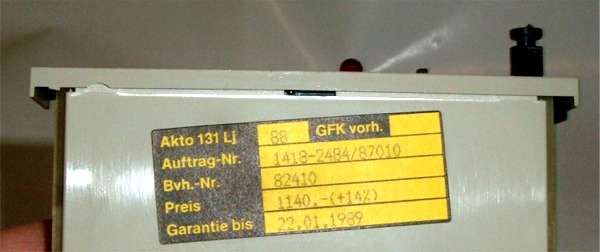 Akto 131 Lj 88 GFK vorh.
Auftrag-Nr. 1418-2484/87010
Bvh.-Nr. 82410
Preis 1140.-(+14%)
Garantie bis 22.01.1989